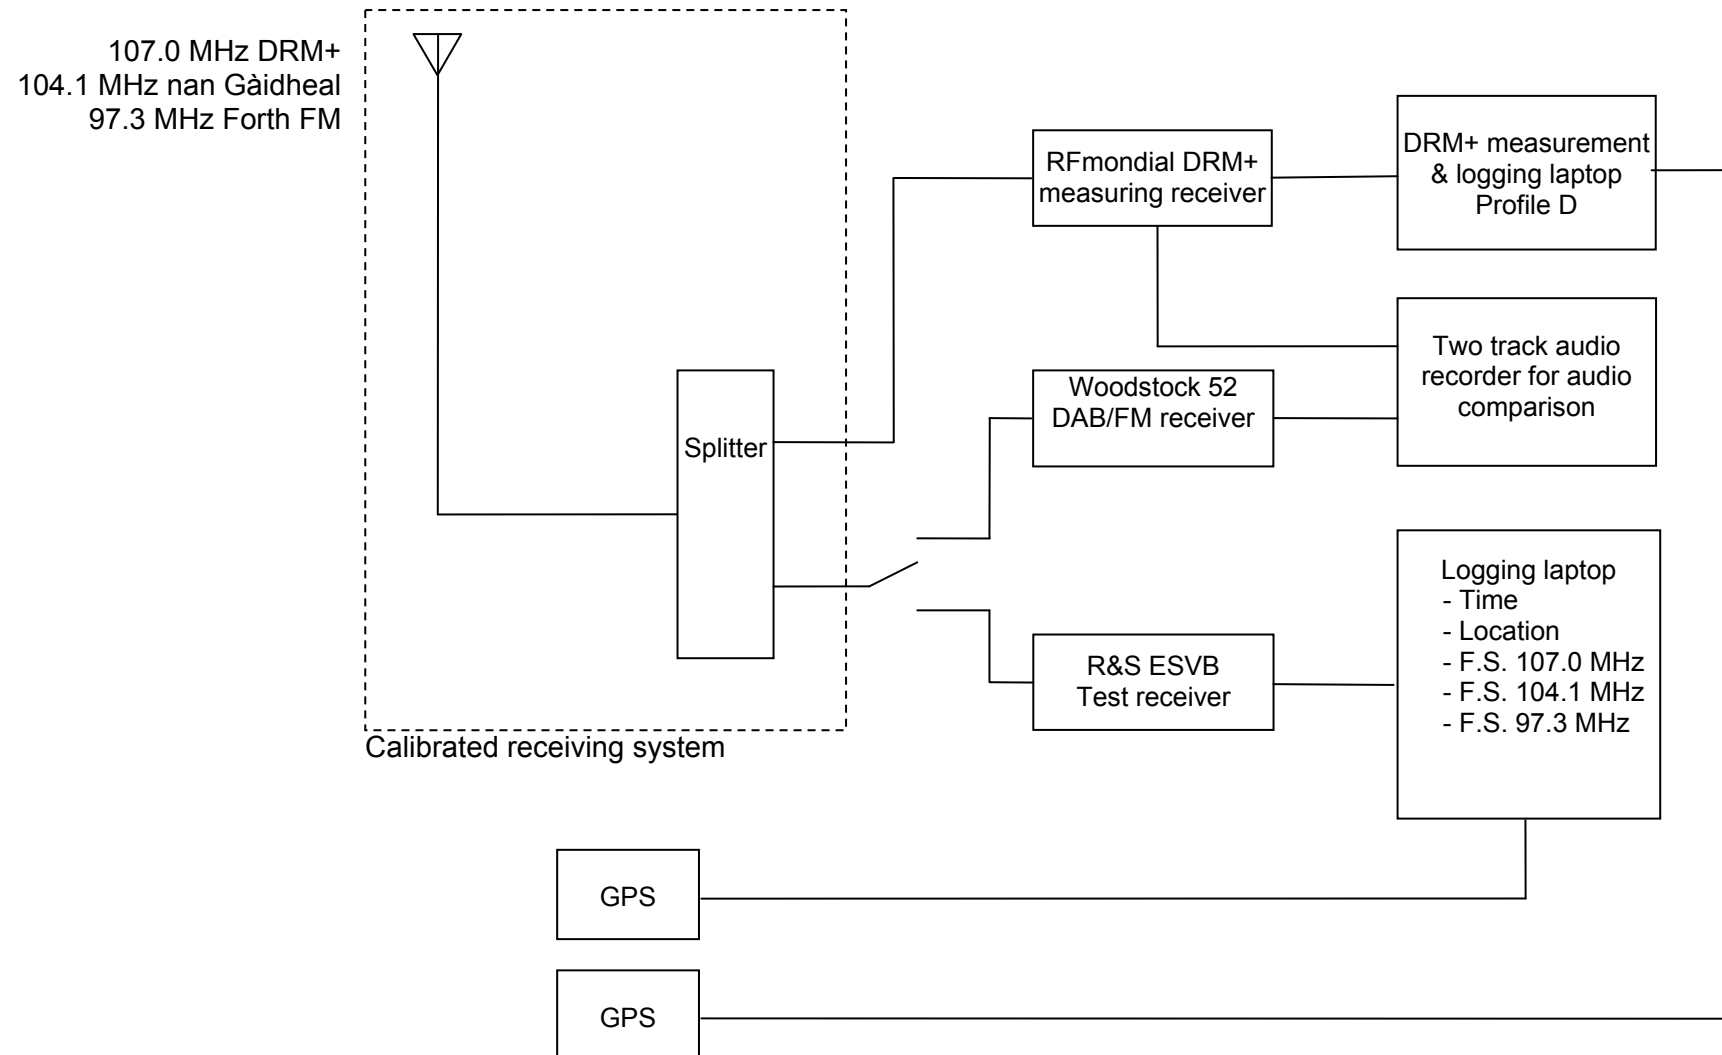 107.0 MHz DRM+
104.1 MHz nan Gàidheal
97.3 MHz Forth FM
RFmondial DRM+
measuring receiver
DRM+ measurement
& logging laptop
Profile D
Two track audio
recorder for audio
comparison
Woodstock 52
DAB/FM receiver
Splitter
Logging laptop
- Time
- Location
- F.S. 107.0 MHz
- F.S. 104.1 MHz
- F.S. 97.3 MHz
R&S ESVB
Test receiver
Calibrated receiving system
GPS
GPS